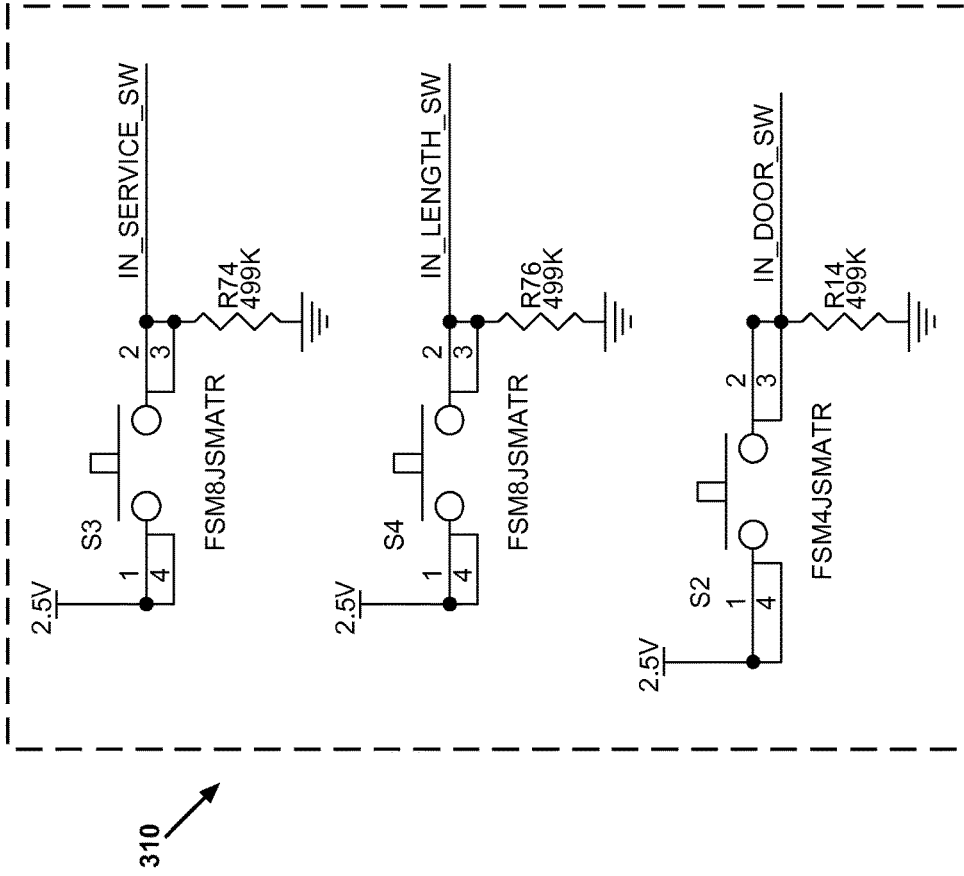 310
2.5V
S3
1
4
2
3
IN_SERVICE_SW
R74
499K
FSM8JSMATR
2.5V
S4
1
4
2
3
IN_LENGTH_SW
R76
499K
FSM8JSMATR
2.5V
S2
1
4
2
3
IN_DOOR_SW
R14
499K
FSM4JSMATR